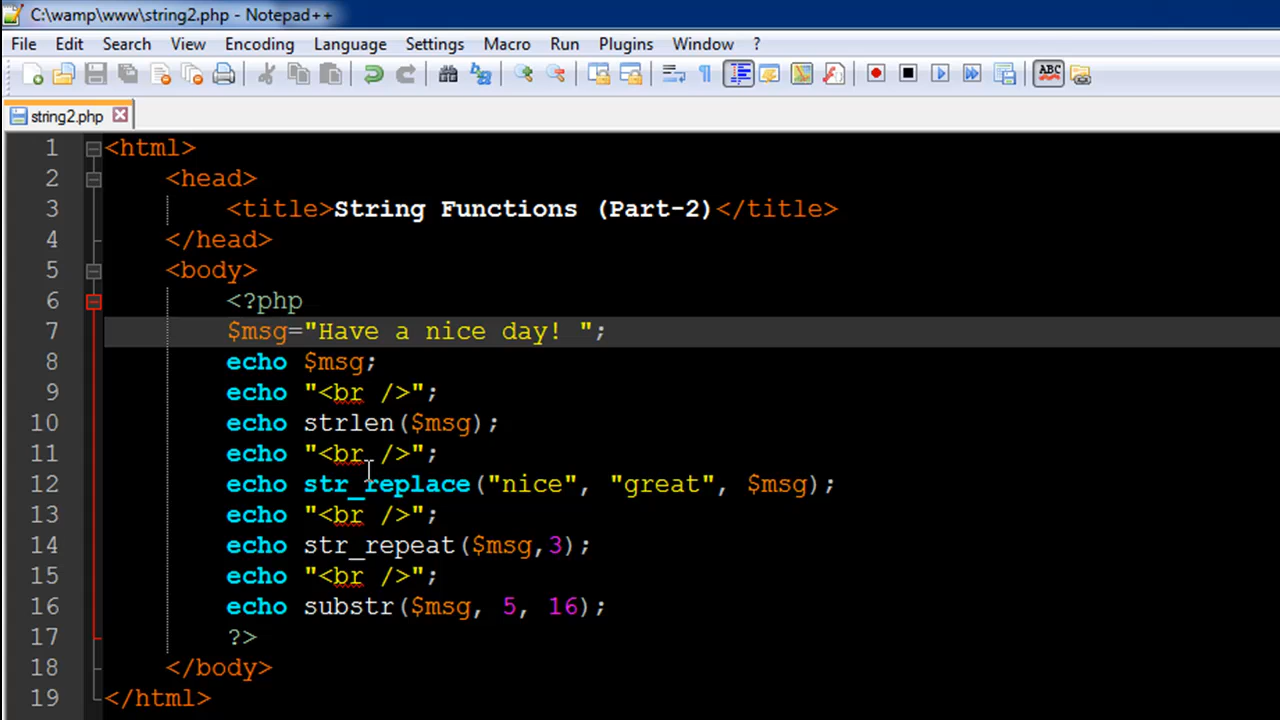 C:\wamp\www\string2.php - Notepad++
File Edit Search View Encoding Language Settings Macro Run Plugins Window ?
ABC
string2.php
1 <html>
2 <head>
3 <title>String Functions (Part-2)</title>
4 </head>
5 <body>
6 <?php
7 $msg="Have a nice day! ";
8 echo $msg;
9 echo "<br />";
10 echo strlen($msg);
11 echo "<br />";
12 echo str_replace("nice", "great", $msg);
13 echo "<br />";
14 echo str_repeat($msg,3);
15 echo "<br />";
16 echo substr($msg, 5, 16);
17 ?>
18 </body>
19 </html>